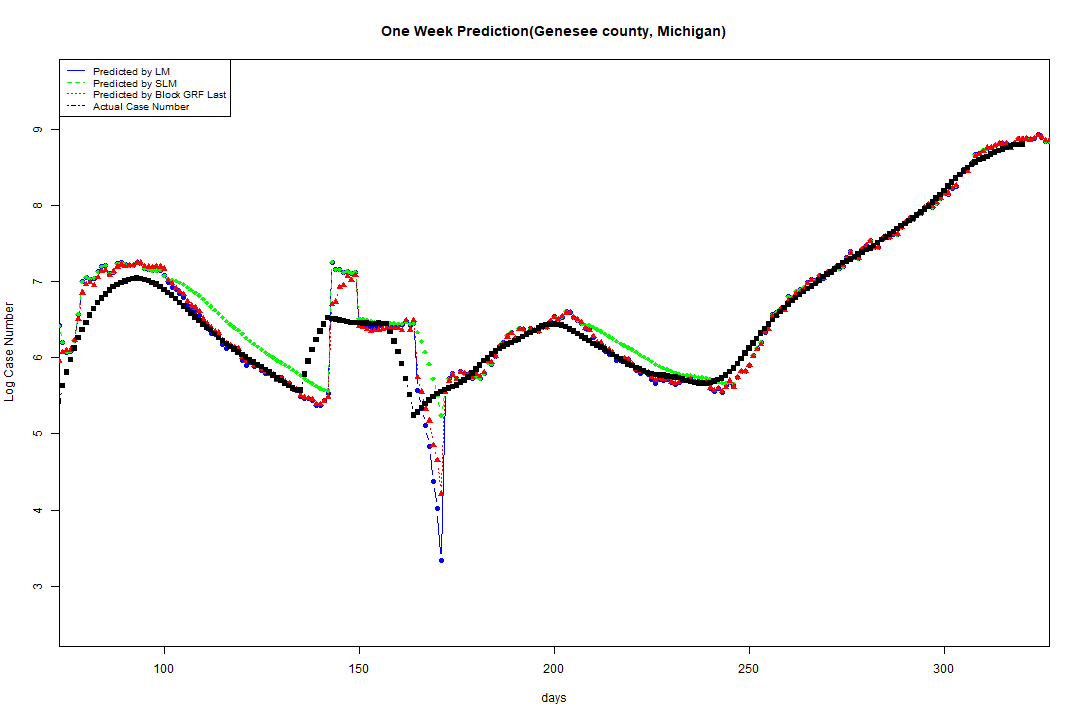 One Week Prediction(Genesee county, Michigan)
Predicted by LM
Predicted by SLM
Predicted by Block GRF Last
Actual Case Number
Log Case Number
9
8
7
6
5
4
3
100 150 200 250 300
days